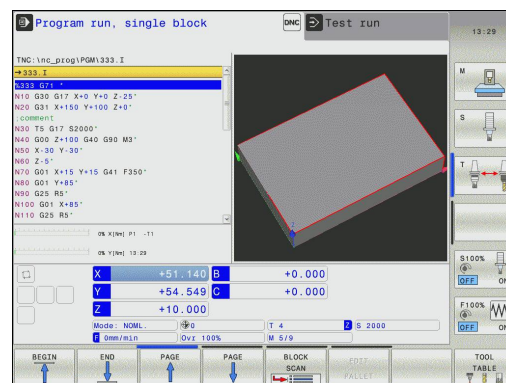 Program run, single block
DNC
Test run
13:29
TNC:\nc_prog\PGM\333.I
→333.I
%333 G71 *
N10 G30 G17 X+0 Y+0 Z-25*
N20 G31 X+150 Y+100 Z+0*
;comment
N30 T5 G17 S2000*
N40 G00 Z+100 G40 G90 M3*
N50 X-30 Y-30*
N60 Z-5*
N70 G01 X+15 Y+15 G41 F350*
N80 G01 Y+85*
N90 G25 R5*
N100 G01 X+85*
N110 G25 R5*
0% X[Nm] P1 -T1
0% Y[Nm] 13:29
M
S
T
S100%
OFF ON
F100%
OFF ON
X +51.140 B +0.000
Y +54.549 C +0.000
Z +10.000
Mode: NOML. 0 T 4 Z S 2000
F 0mm/min Ovr 100% M 5/9
BEGIN
END
PAGE
PAGE
BLOCK
SCAN
EDIT
PALLET
TOOL
TABLE